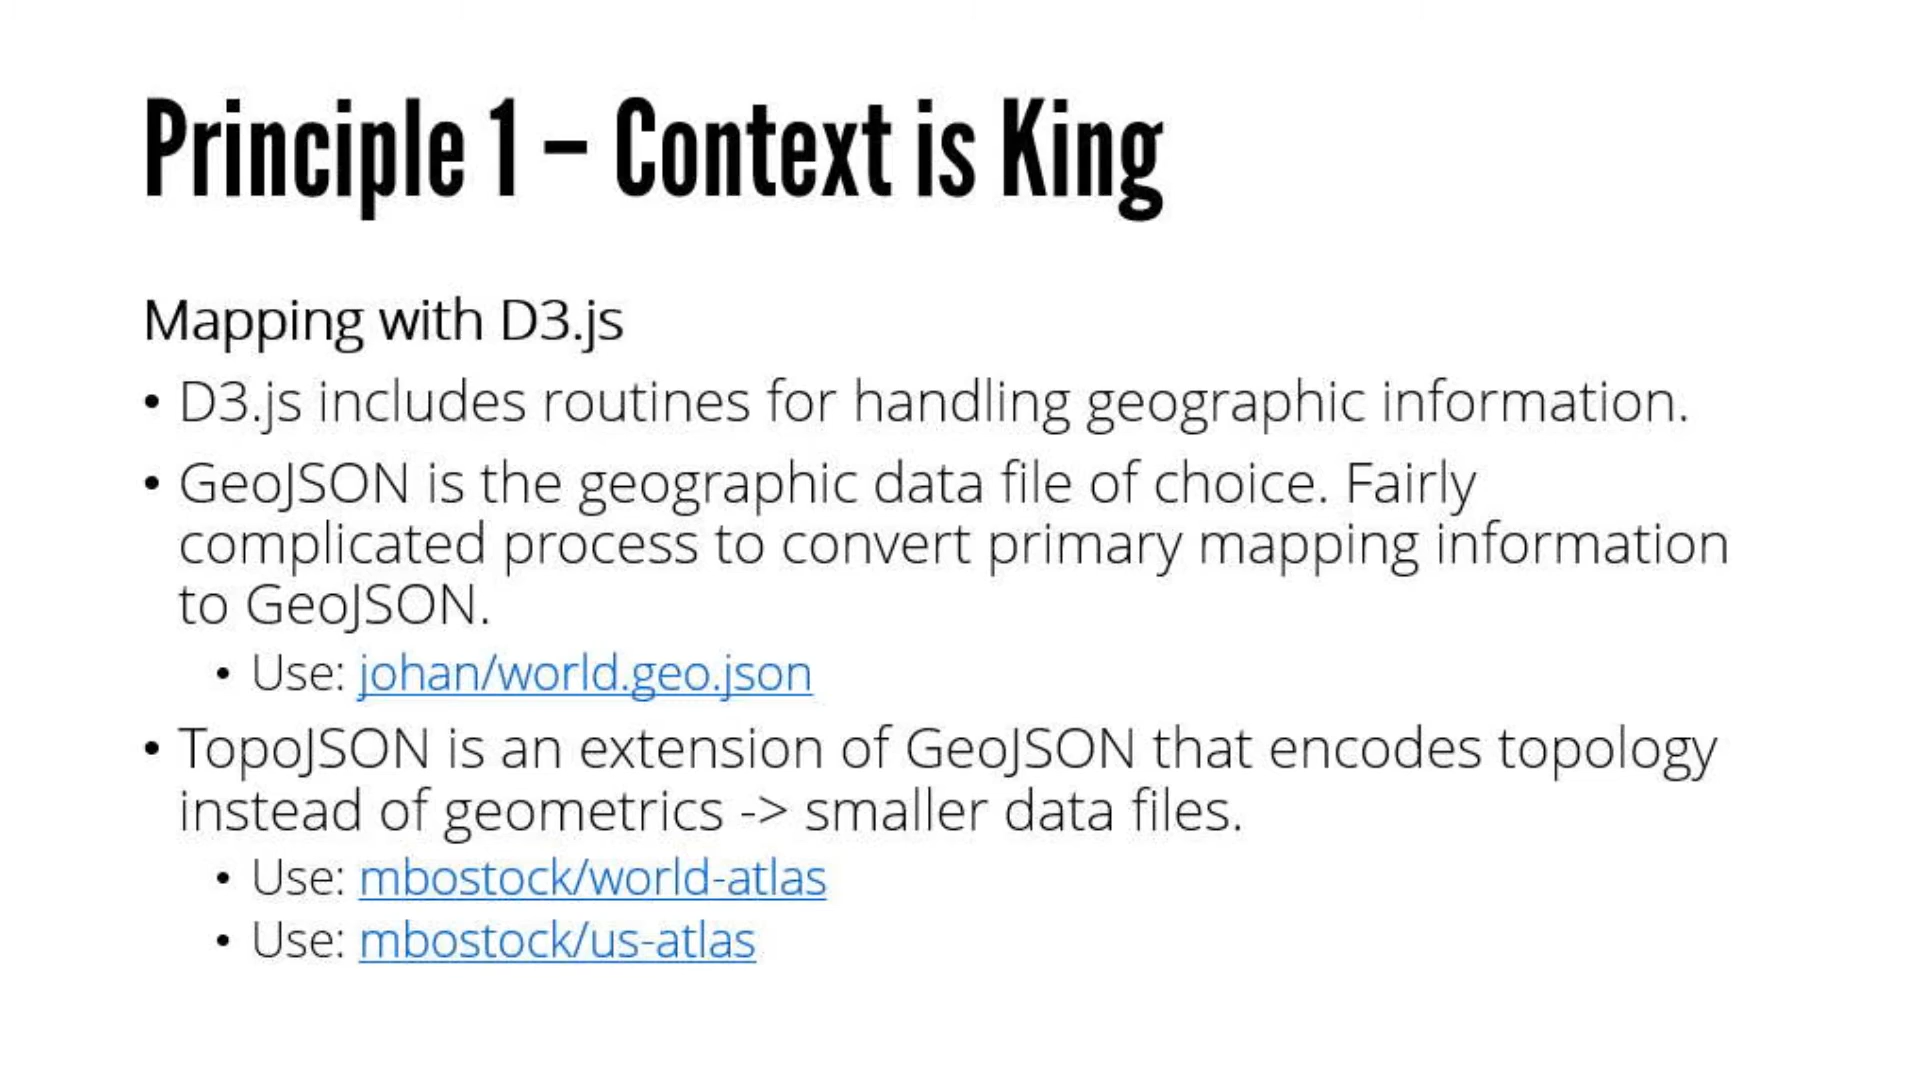 Principle 1 – Context is King
Mapping with D3.js
• D3.js includes routines for handling geographic information.
• GeoJSON is the geographic data file of choice. Fairly
complicated process to convert primary mapping information
to GeoJSON.
• Use: johan/world.geo.json
• TopoJSON is an extension of GeoJSON that encodes topology
instead of geometrics -> smaller data files.
• Use: mbostock/world-atlas
• Use: mbostock/us-atlas